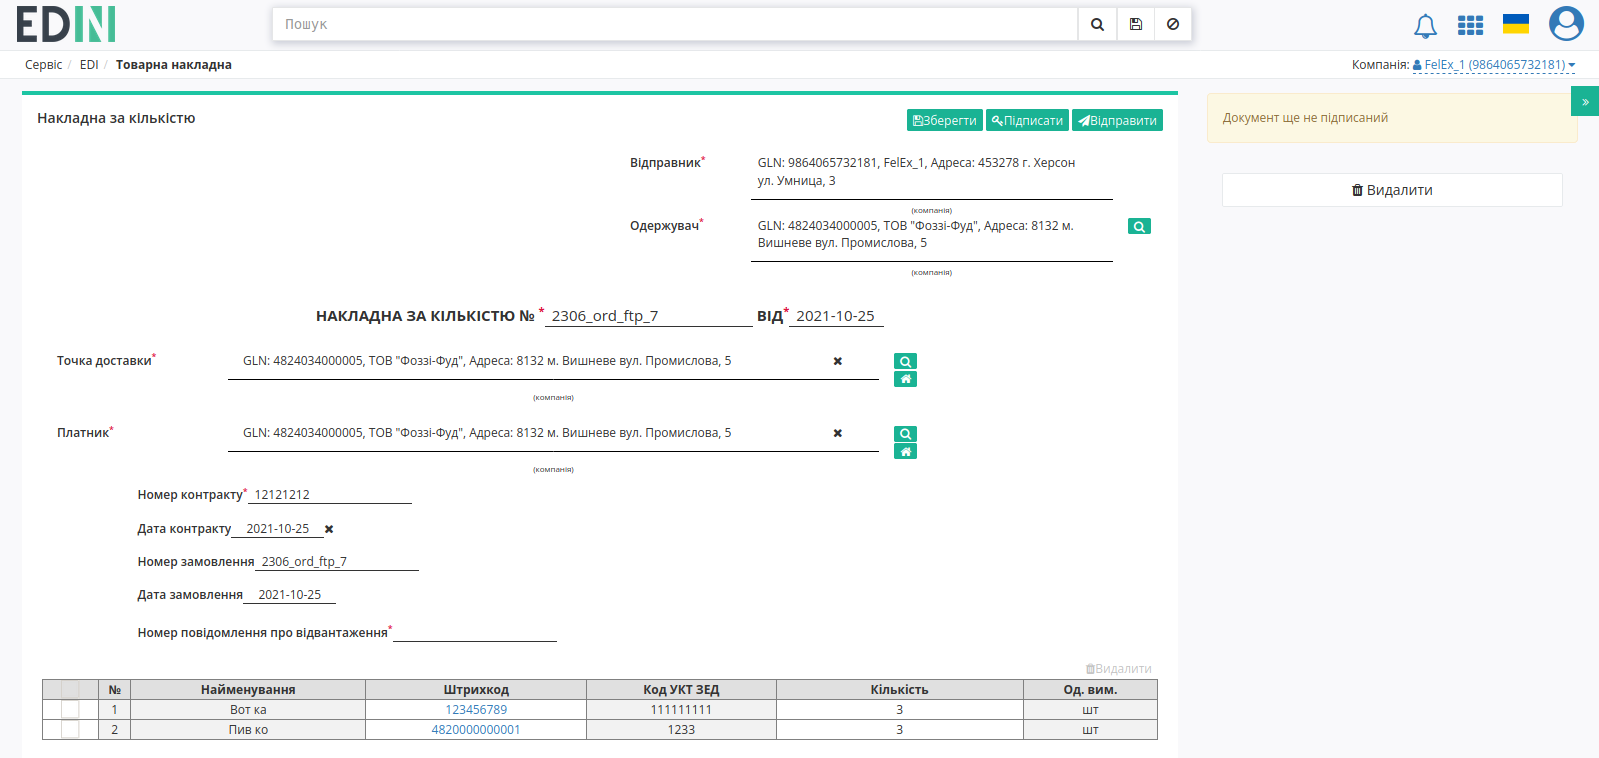 EDIN
Пошук
Сервіс / EDI / Товарна накладна
Компанія: FelEx_1 (9864065732181)
Накладна за кількістю
Зберегти Підписати Відправити
»
Документ ще не підписаний
Видалити
Відправник*
GLN: 9864065732181, FelEx_1, Адреса: 453278 г. Херсон
ул. Умница, 3
(компанія)
Одержувач*
GLN: 4824034000005, ТОВ "Фоззі-Фуд", Адреса: 8132 м.
Вишневе вул. Промислова, 5
(компанія)
НАКЛАДНА ЗА КІЛЬКІСТЮ № * 2306_ord_ftp_7 ВІД* 2021-10-25
Точка доставки* GLN: 4824034000005, ТОВ "Фоззі-Фуд", Адреса: 8132 м. Вишневе вул. Промислова, 5
(компанія)
Платник* GLN: 4824034000005, ТОВ "Фоззі-Фуд", Адреса: 8132 м. Вишневе вул. Промислова, 5
(компанія)
Номер контракту* 12121212
Дата контракту 2021-10-25
Номер замовлення 2306_ord_ftp_7
Дата замовлення 2021-10-25
Номер повідомлення про відвантаження*
Видалити
№ Найменування Штрихкод Код УКТ ЗЕД Кількість Од. вим.
1 Вот ка 123456789 111111111 3 шт
2 Пив ко 4820000000001 1233 3 шт